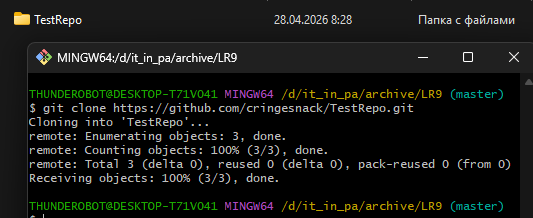 TestRepo 28.04.2026 8:28 Папка с файлами
MINGW64:/d/it_in_pa/archive/LR9
THUNDEROBOT@DESKTOP-T71VO41 MINGW64 /d/it_in_pa/archive/LR9 (master)
$ git clone https://github.com/cringesnack/TestRepo.git
Cloning into 'TestRepo'...
remote: Enumerating objects: 3, done.
remote: Counting objects: 100% (3/3), done.
remote: Total 3 (delta 0), reused 0 (delta 0), pack-reused 0 (from 0)
Receiving objects: 100% (3/3), done.
THUNDEROBOT@DESKTOP-T71VO41 MINGW64 /d/it_in_pa/archive/LR9 (master)
$